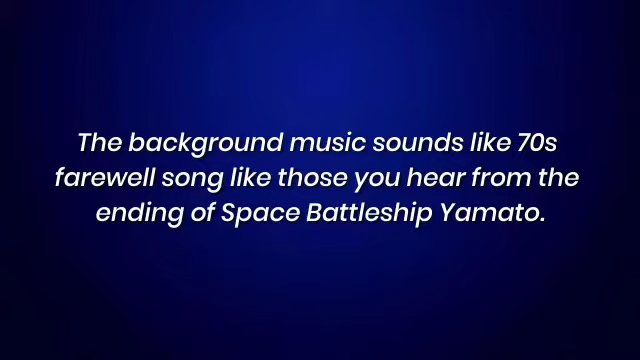 The background music sounds like 70s
farewell song like those you hear from the
ending of Space Battleship Yamato.